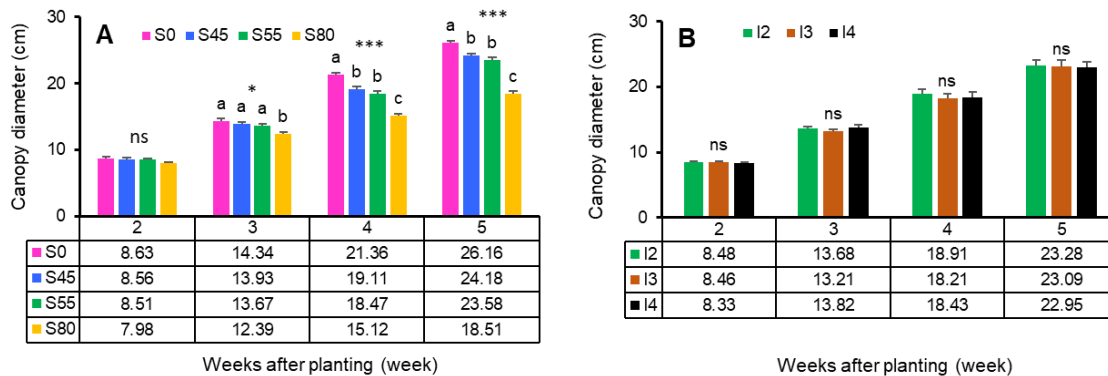 A
S0 S45 S55 S80
Canopy diameter (cm)
30
20
10
0
ns
*
a a a b
***
a b b c
***
a b b c
2 3 4 5
S0 8.63 14.34 21.36 26.16
S45 8.56 13.93 19.11 24.18
S55 8.51 13.67 18.47 23.58
S80 7.98 12.39 15.12 18.51
Weeks after planting (week)
B
I2 I3 I4
Canopy diameter (cm)
30
20
10
0
ns
ns
ns
ns
2 3 4 5
I2 8.48 13.68 18.91 23.28
I3 8.46 13.21 18.21 23.09
I4 8.33 13.82 18.43 22.95
Weeks after planting (week)